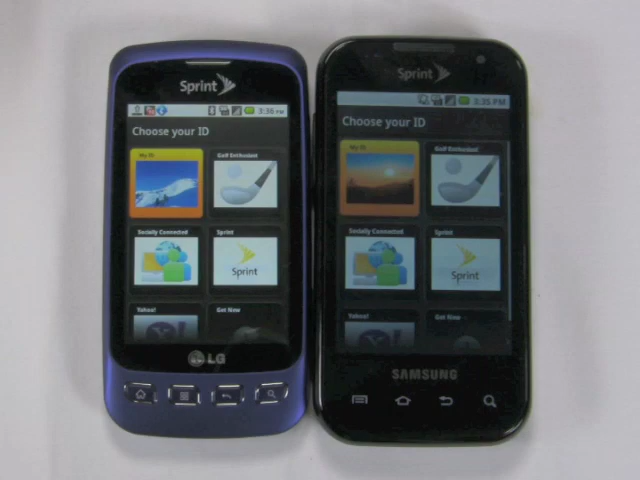 Sprint
3:36 PM
Choose your ID
My ID
Golf Enthusiast
Socially Connected
Sprint
Sprint
Yahoo!
Get Now
Y!
LG
Sprint
3:35 PM
Choose your ID
My ID
Golf Enthusiast
Socially Connected
Sprint
Sprint
Yahoo!
Get Now
SAMSUNG